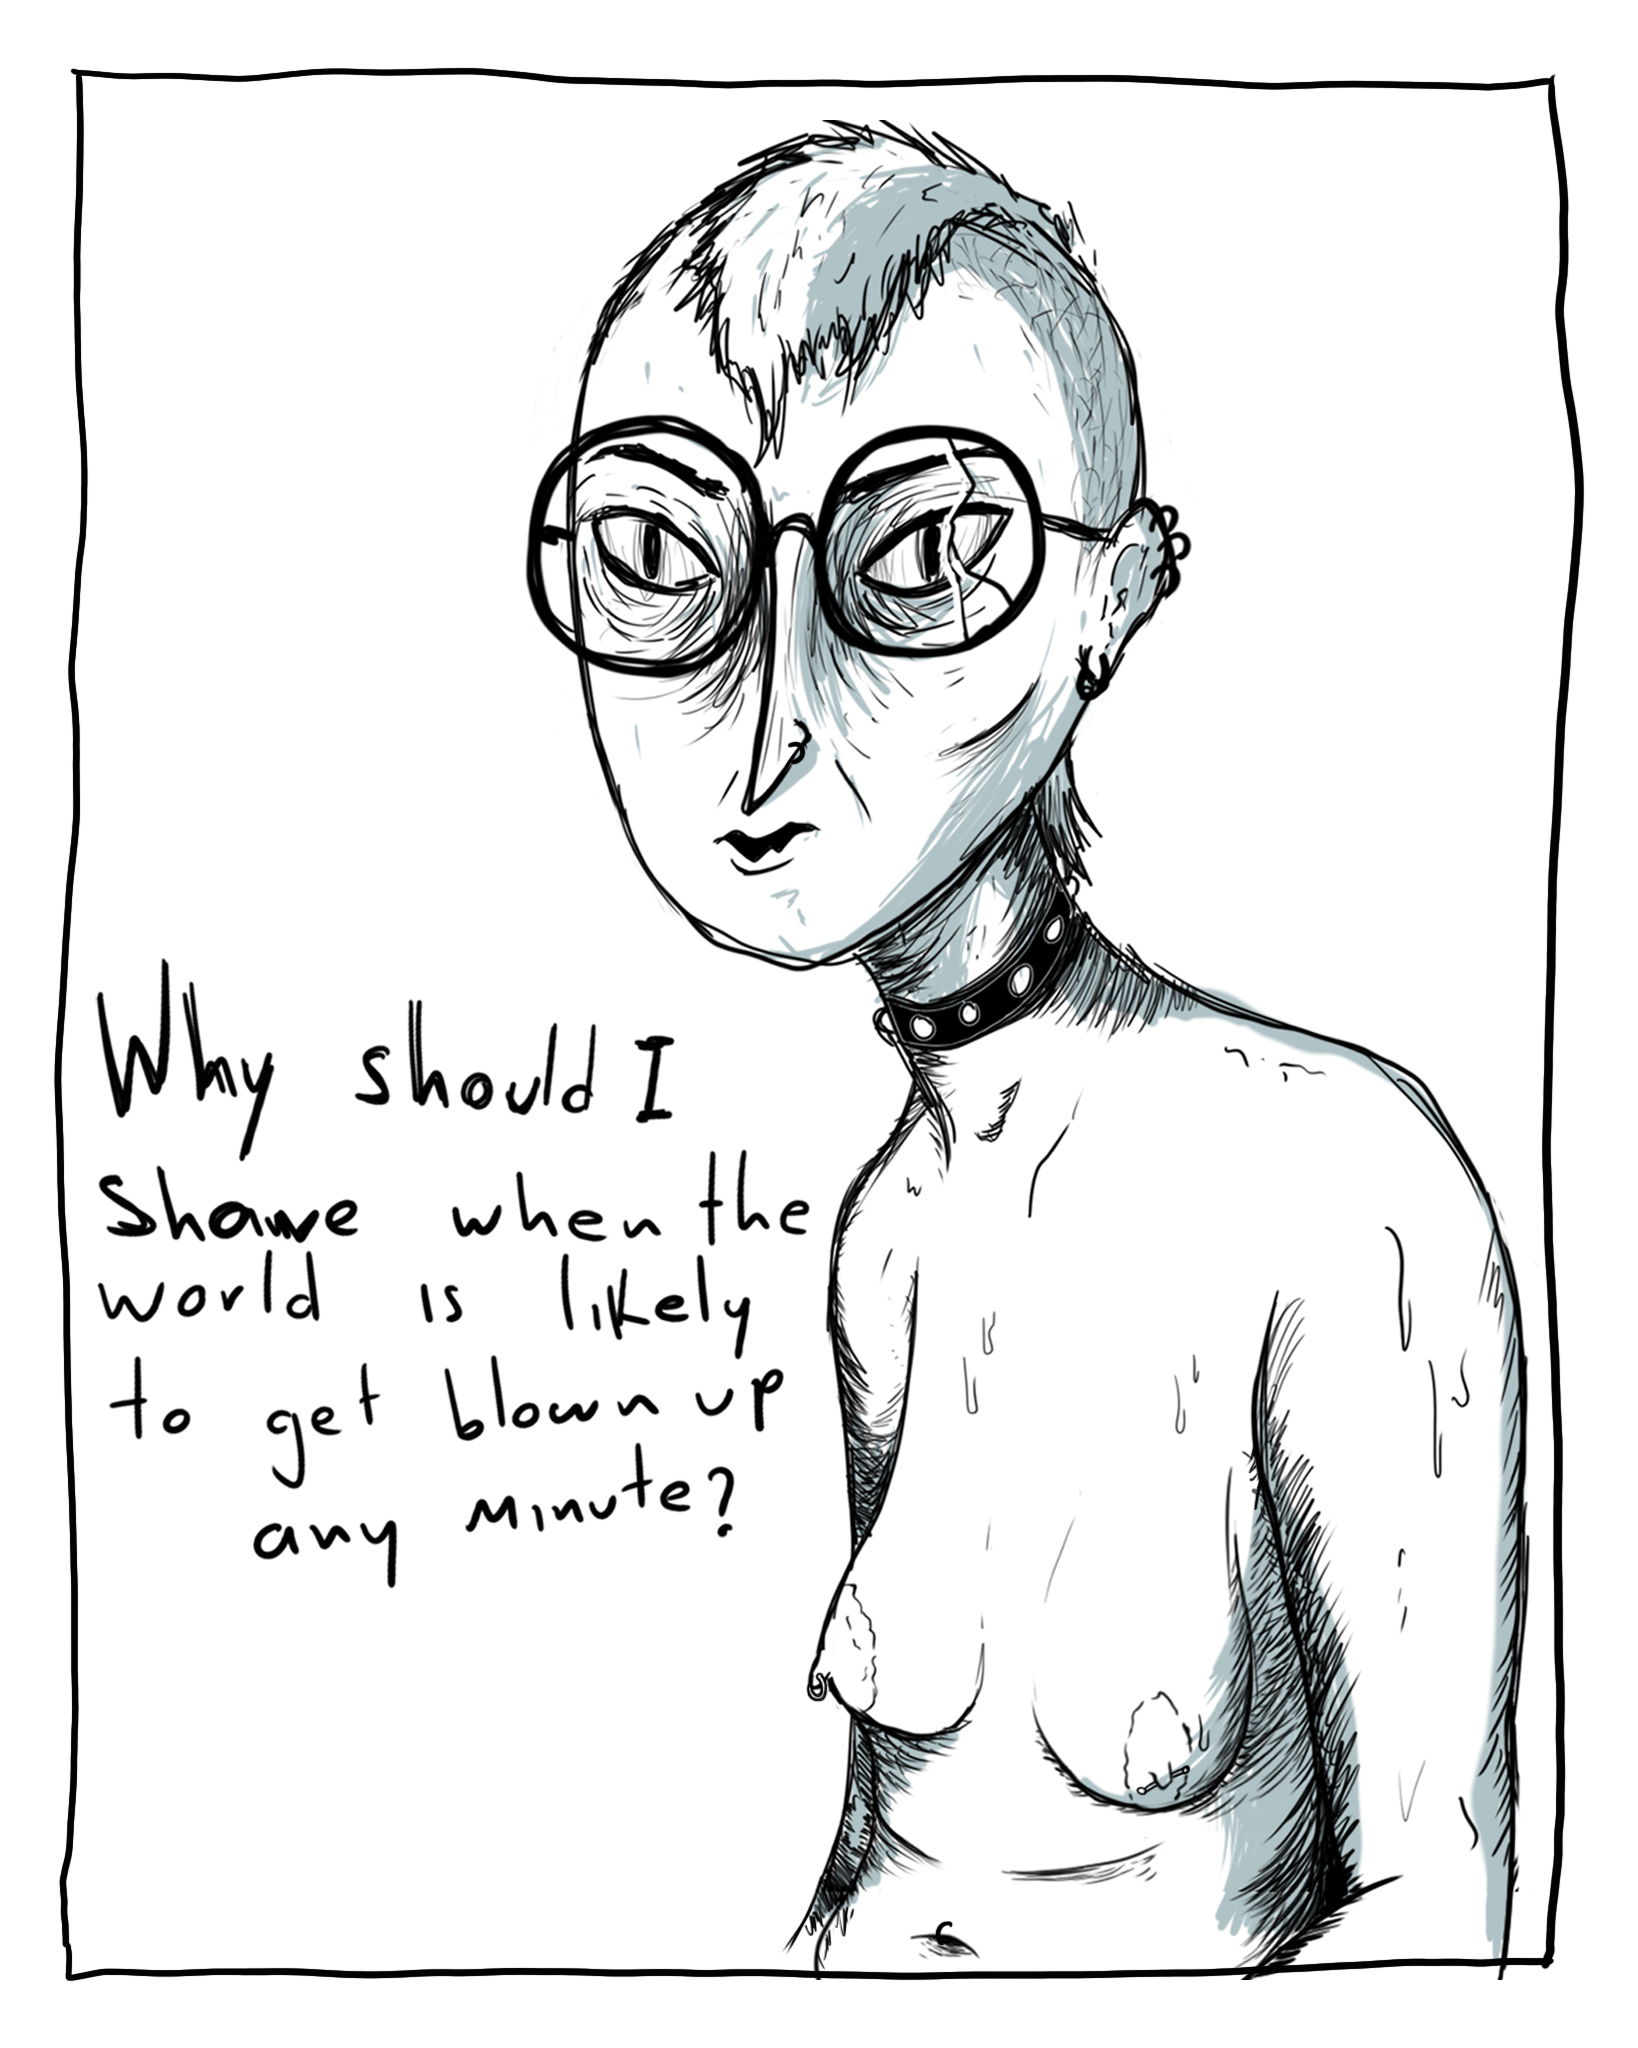 Why should I
Shave when the
world is likely
to get blown up
any minute?